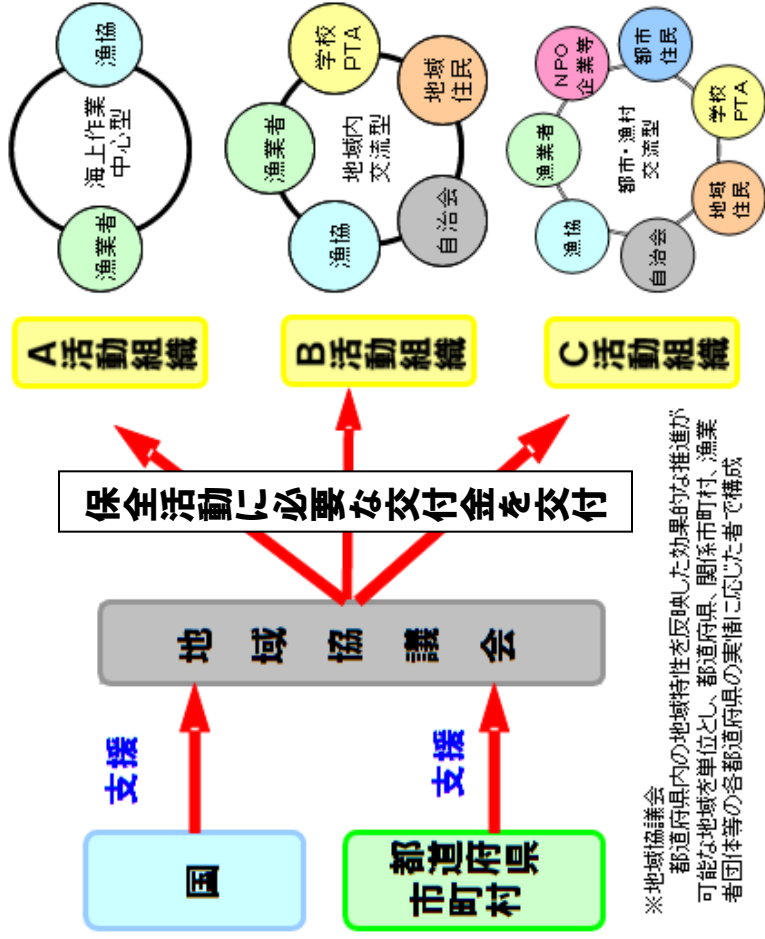 国
都道府県
市町村
支援
支援
地域協議会
保全活動に必要な交付金を交付
A活動組織
漁業者
漁協
海上作業
中心型
B活動組織
漁協
漁業者
学校
PTA
地域
住民
自治会
地域内
交流型
C活動組織
漁協
漁業者
NPO
企業等
都市
住民
学校
PTA
地域
住民
自治会
都市・漁村
交流型
※地域協議会
都道府県内の地域特性を反映した効果的な推進が
可能な地域を単位とし、都道府県、関係市町村、漁業
者団体等の各都道府県の実情に応じた者で構成